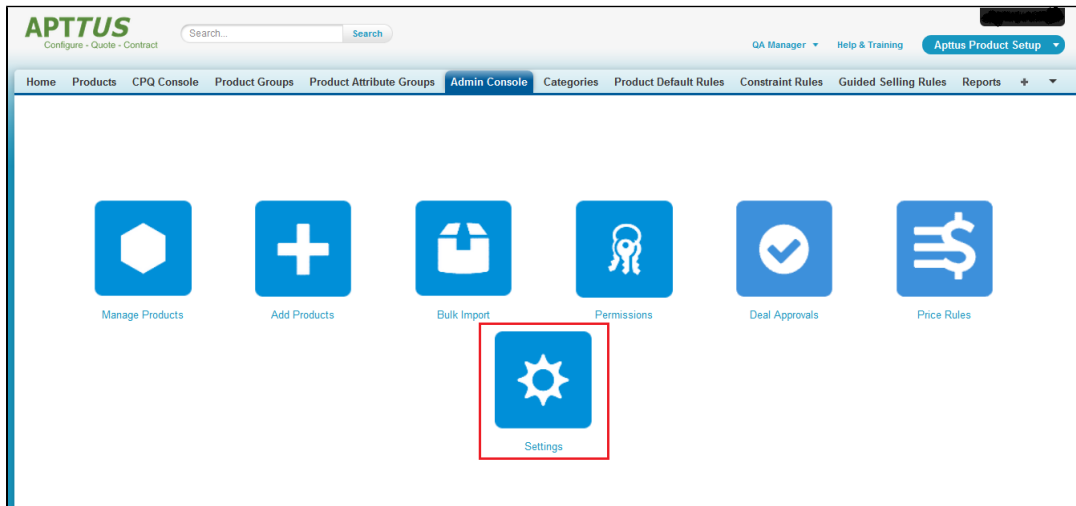 APTTUS
Configure - Quote - Contract
Search...
Search
QA Manager
Help & Training
Apttus Product Setup
Home Products CPQ Console Product Groups Product Attribute Groups Admin Console Categories Product Default Rules Constraint Rules Guided Selling Rules Reports +
Manage Products
Add Products
Bulk Import
Permissions
Deal Approvals
Price Rules
Settings